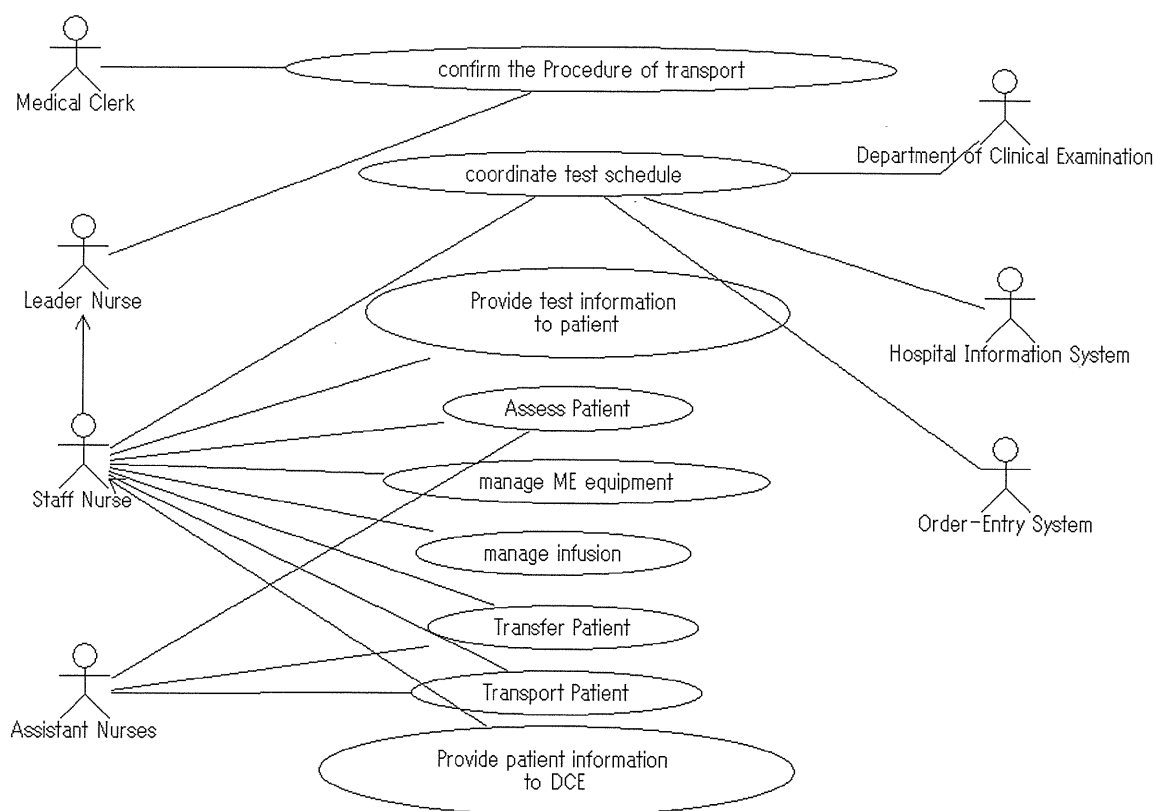 confirm the Procedure of transport
Medical Clerk
Department of Clinical Examination
coordinate test schedule
Leader Nurse
Provide test information
to patient
Hospital Information System
Assess Patient
manage ME equipment
Staff Nurse
Order-Entry System
manage infusion
Transfer Patient
Transport Patient
Assistant Nurses
Provide patient information
to DCE